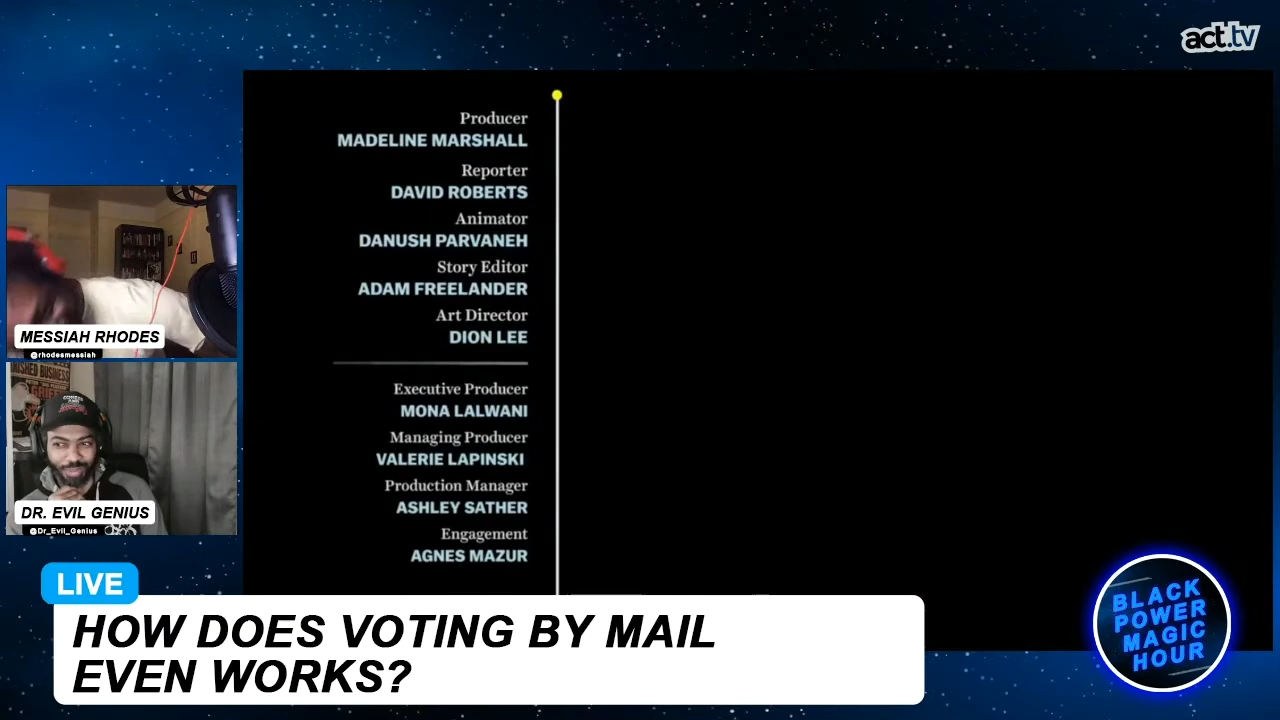 act.tv
Producer
MADELINE MARSHALL
Reporter
DAVID ROBERTS
Animator
DANUSH PARVANEH
Story Editor
ADAM FREELANDER
Art Director
DION LEE
Executive Producer
MONA LALWANI
Managing Producer
VALERIE LAPINSKI
Production Manager
ASHLEY SATHER
Engagement
AGNES MAZUR
MESSIAH RHODES
@rhodesmessiah
DR. EVIL GENIUS
@Dr_Evil_Genius
LIVE
HOW DOES VOTING BY MAIL
EVEN WORKS?
BLACK
POWER
MAGIC
HOUR